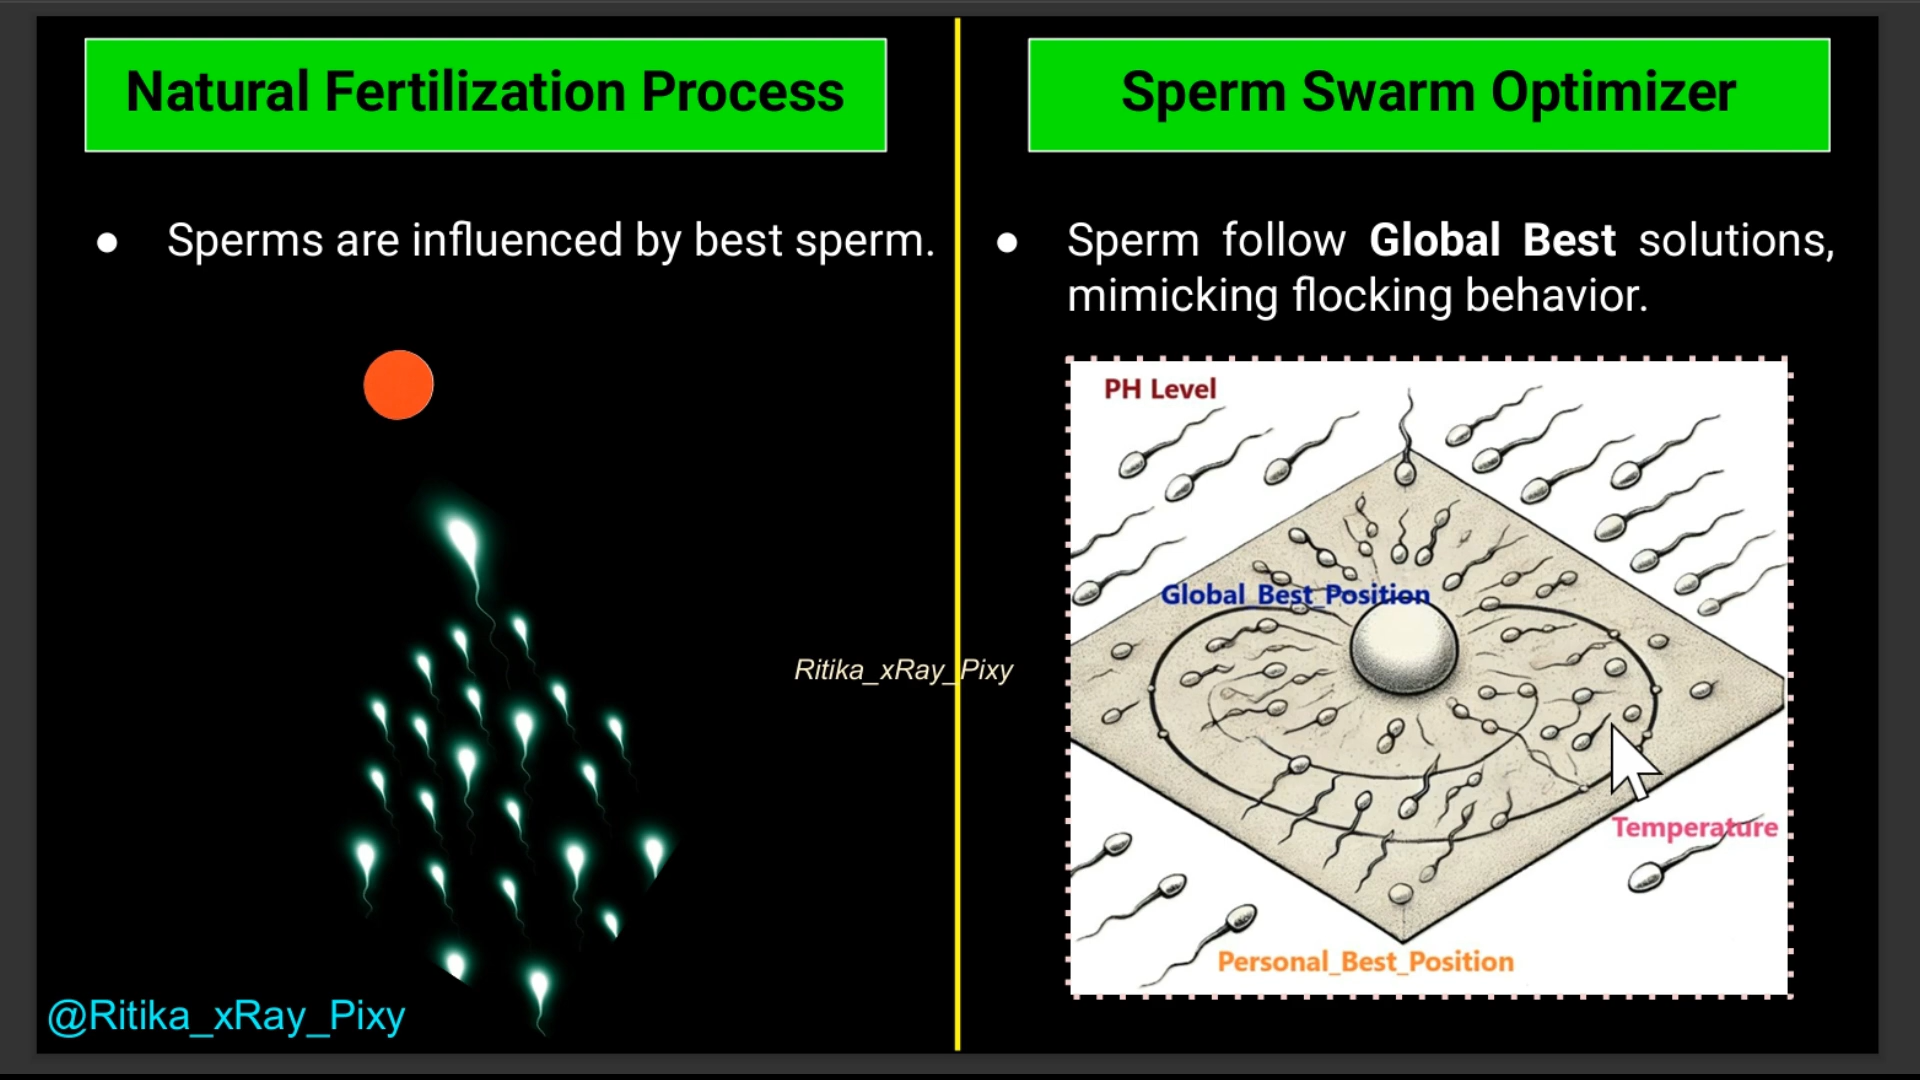 Natural Fertilization Process
● Sperms are influenced by best sperm.
@Ritika_xRay_Pixy
Ritika_xRay_Pixy
Sperm Swarm Optimizer
● Sperm follow Global Best solutions,
mimicking flocking behavior.
PH Level
Global_Best_Position
Temperature
Personal_Best_Position